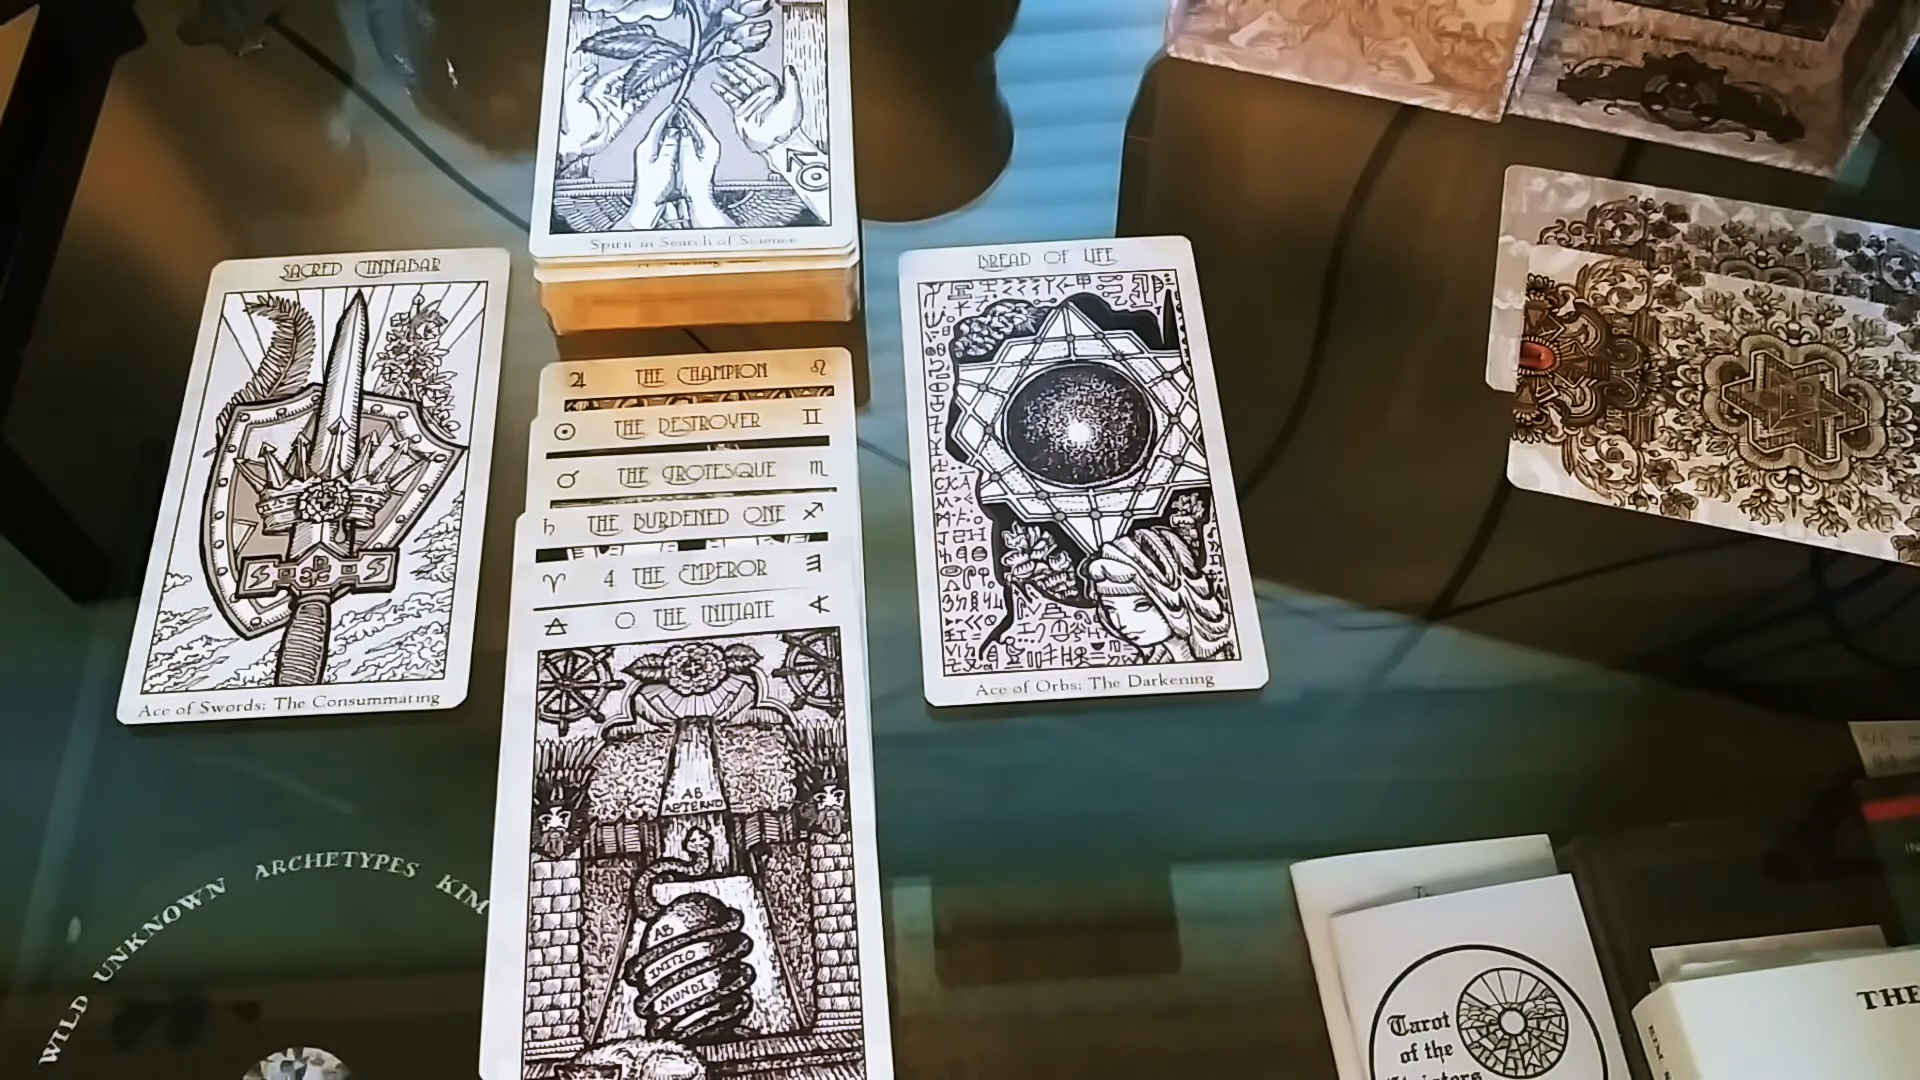 Spirit in Search of Science
SACRED CINNABAR
Ace of Swords: The Consummating
THE CHAMPION
THE DESTROYER
THE GROTESQUE
THE BURDENED ONE
4 THE EMPEROR
0 THE INITIATE
AB
AETERNO
AB
INITIO
MUNDI
BREAD OF LIFE
Ace of Orbs: The Darkening
WILD UNKNOWN ARCHETYPES KIM
Tarot
of the
THE
KIM